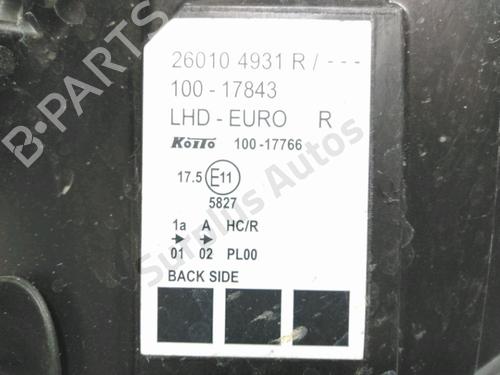 26010 4931 R / - - -
100 - 17843
LHD - EURO R
KOITO 100-17766
17.5 E11
5827
1a A HC/R
01 02 PL00
BACK SIDE
B-PARTS
Surplus Autos